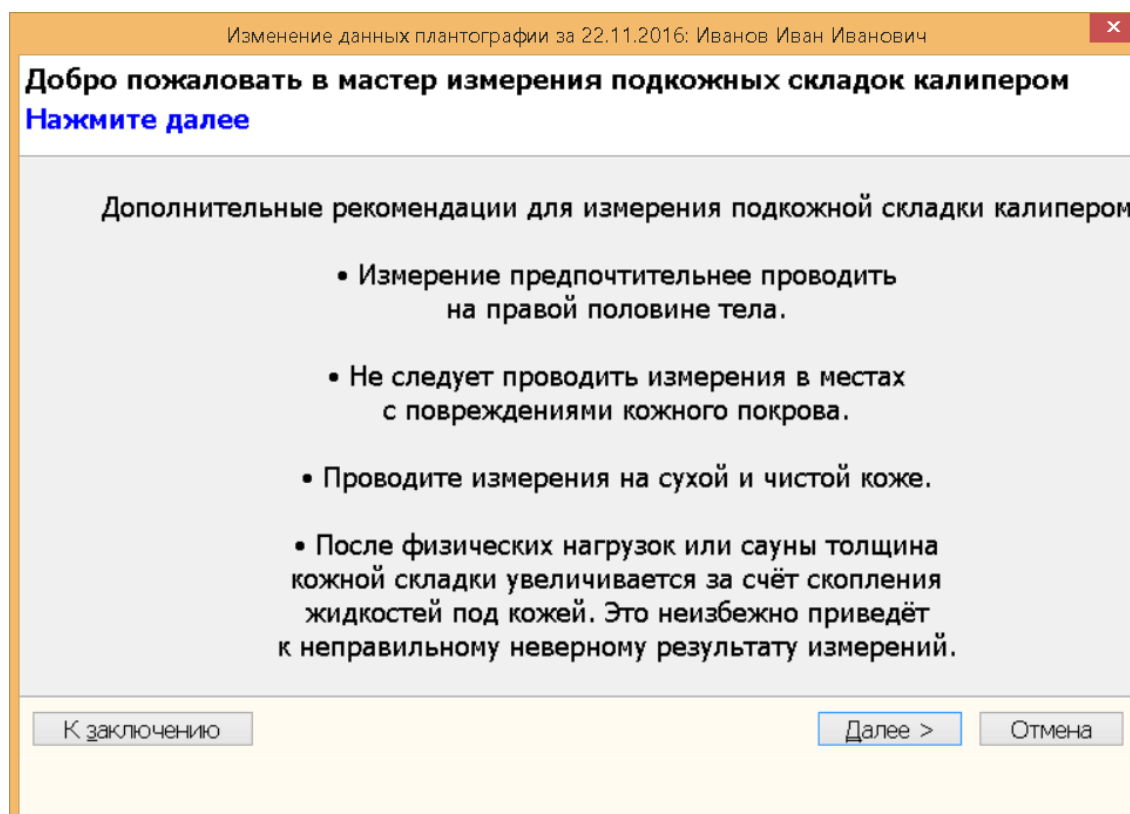 Изменение данных плантографии за 22.11.2016: Иванов Иван Иванович
Добро пожаловать в мастер измерения подкожных складок калипером
Нажмите далее
Дополнительные рекомендации для измерения подкожной складки калипером
• Измерение предпочтительнее проводить
на правой половине тела.
• Не следует проводить измерения в местах
с повреждениями кожного покрова.
• Проводите измерения на сухой и чистой коже.
• После физических нагрузок или сауны толщина
кожной складки увеличивается за счёт скопления
жидкостей под кожей. Это неизбежно приведёт
к неправильному неверному результату измерений.
К заключению
Далее >
Отмена